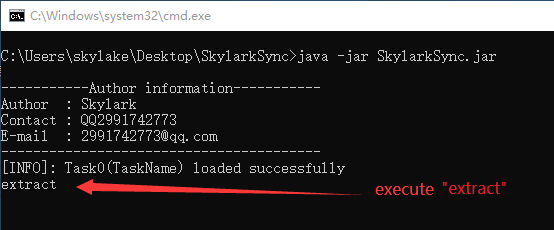 C:\Windows\system32\cmd.exe
C:\Users\skylake\Desktop\SkylarkSync>java -jar SkylarkSync.jar
-----------Author information-----------
Author  : Skylark
Contact : QQ2991742773
E-mail  : 2991742773@qq.com
----------------------------------------
[INFO]: Task0(TaskName) loaded successfully
extract
execute "extract"